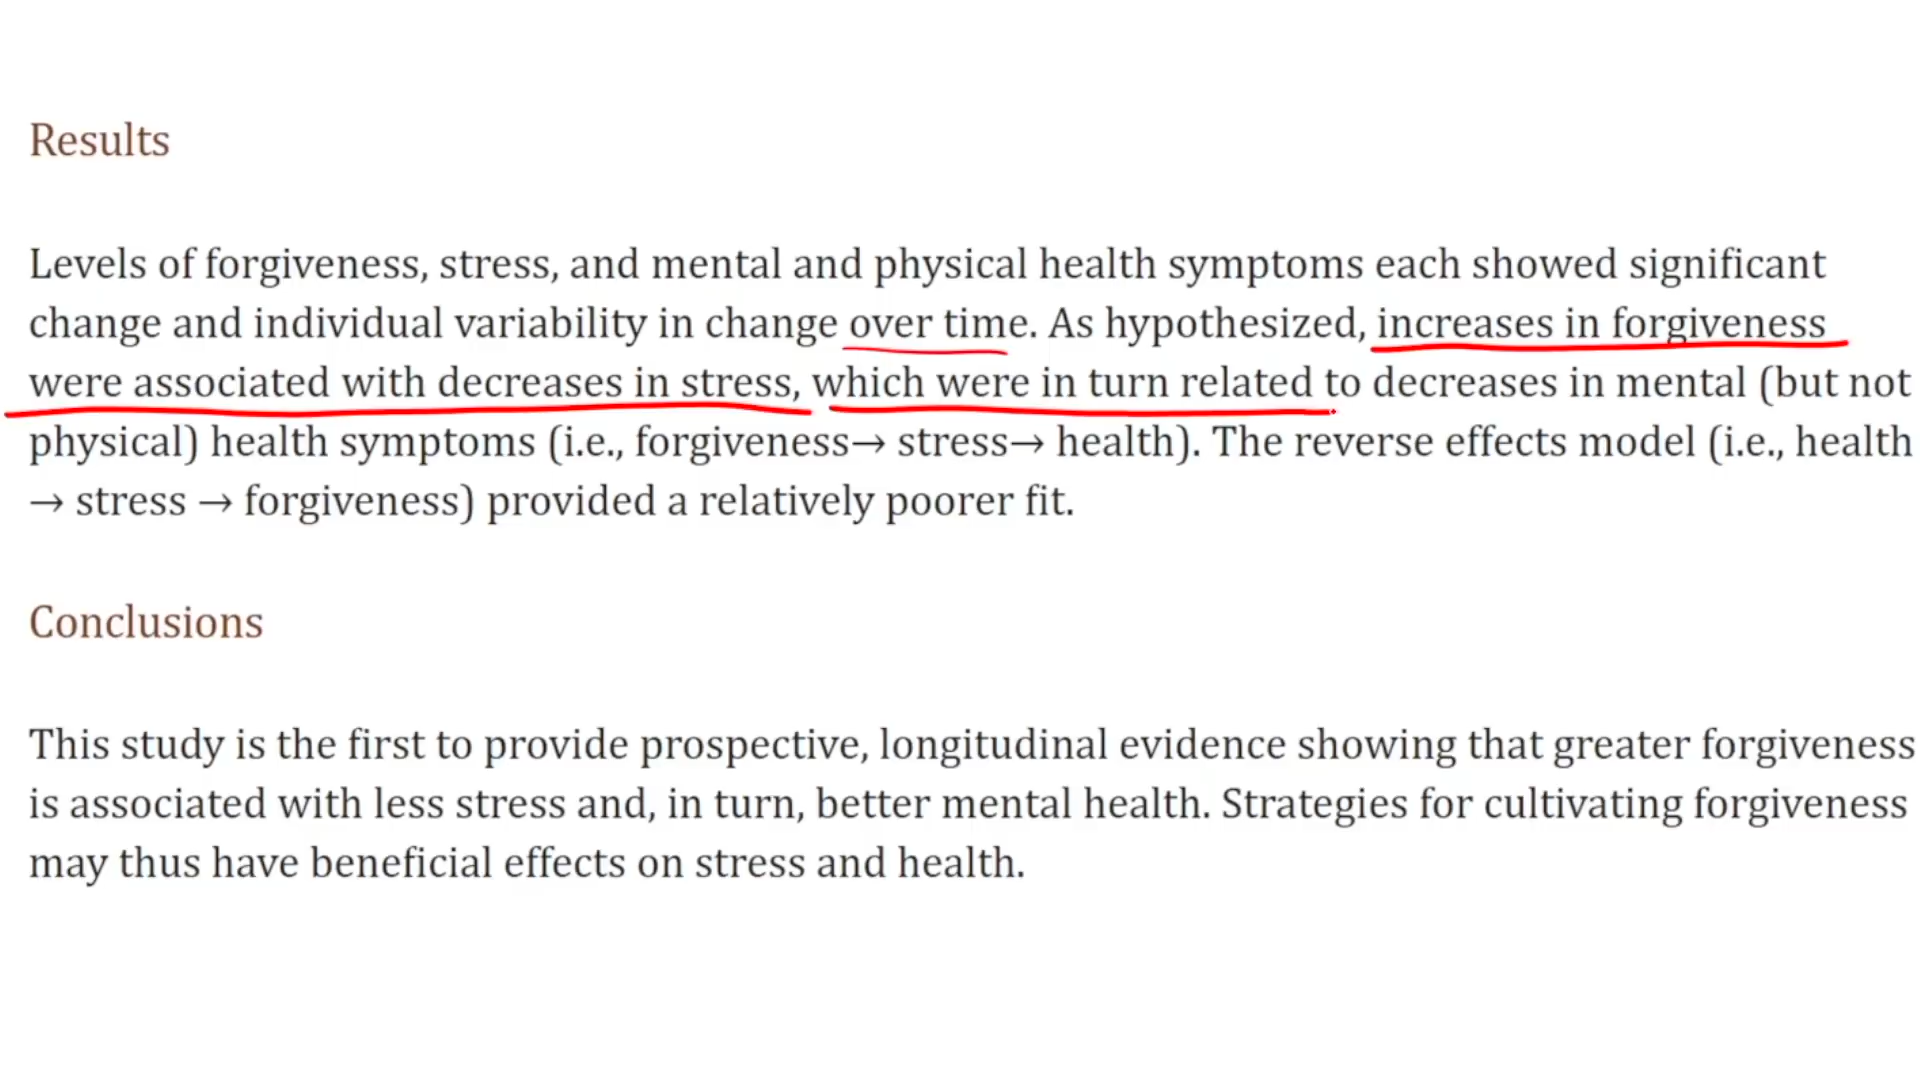 Results
Levels of forgiveness, stress, and mental and physical health symptoms each showed significant
change and individual variability in change over time. As hypothesized, increases in forgiveness
were associated with decreases in stress, which were in turn related to decreases in mental (but not
physical) health symptoms (i.e., forgiveness→ stress→ health). The reverse effects model (i.e., health
→ stress → forgiveness) provided a relatively poorer fit.
Conclusions
This study is the first to provide prospective, longitudinal evidence showing that greater forgiveness
is associated with less stress and, in turn, better mental health. Strategies for cultivating forgiveness
may thus have beneficial effects on stress and health.